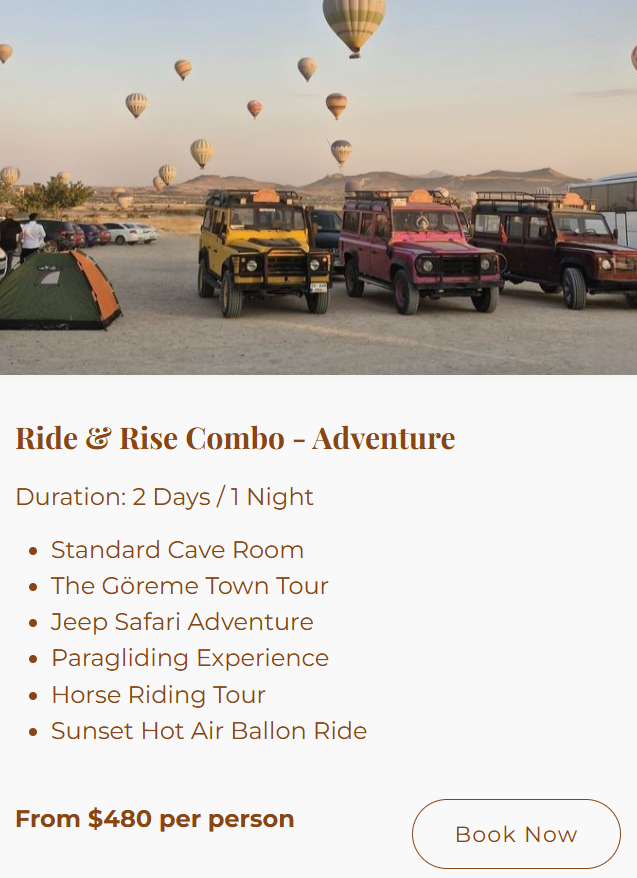 Ride & Rise Combo - Adventure
Duration: 2 Days / 1 Night
Standard Cave Room
The Göreme Town Tour
Jeep Safari Adventure
Paragliding Experience
Horse Riding Tour
Sunset Hot Air Ballon Ride
From $480 per person
Book Now